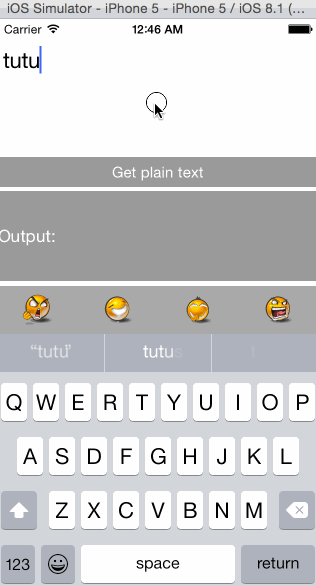 iOS Simulator - iPhone 5 - iPhone 5 / iOS 8.1 (...
Carrier 12:46 AM
tutu
Get plain text
Output:
“tutu” tutus t
Q W E R T Y U I O P
A S D F G H J K L
Z X C V B N M
123 space return